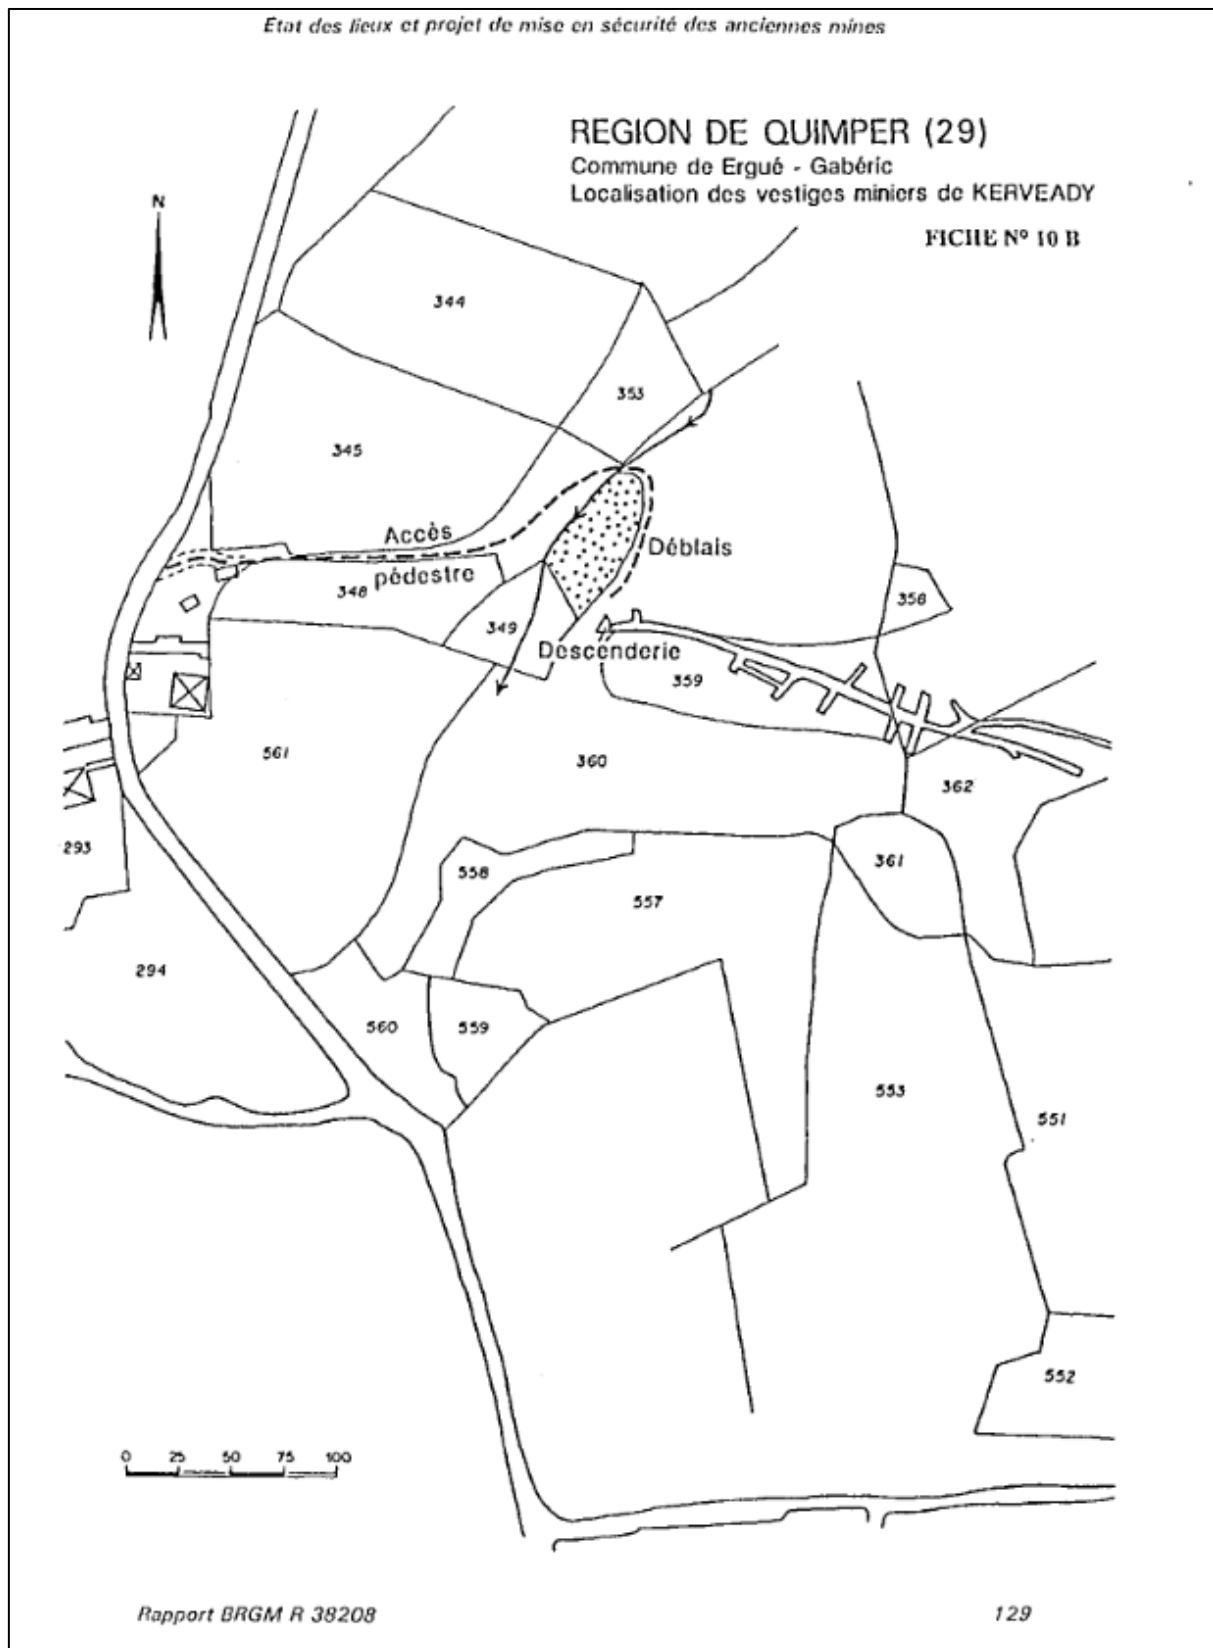 État des lieux et projet de mise en sécurité des anciennes mines
REGION DE QUIMPER (29)
Commune de Ergué - Gabéric
Localisation des vestiges miniers de KERVEADY
FICHE Nº 10 B
N
344
353
345
Accès
pédestre
Déblais
348
349
358
Descenderie
359
561
360
362
293
558
361
557
294
560
559
553
551
552
0 25 50 75 100
Rapport BRGM R 38208
129